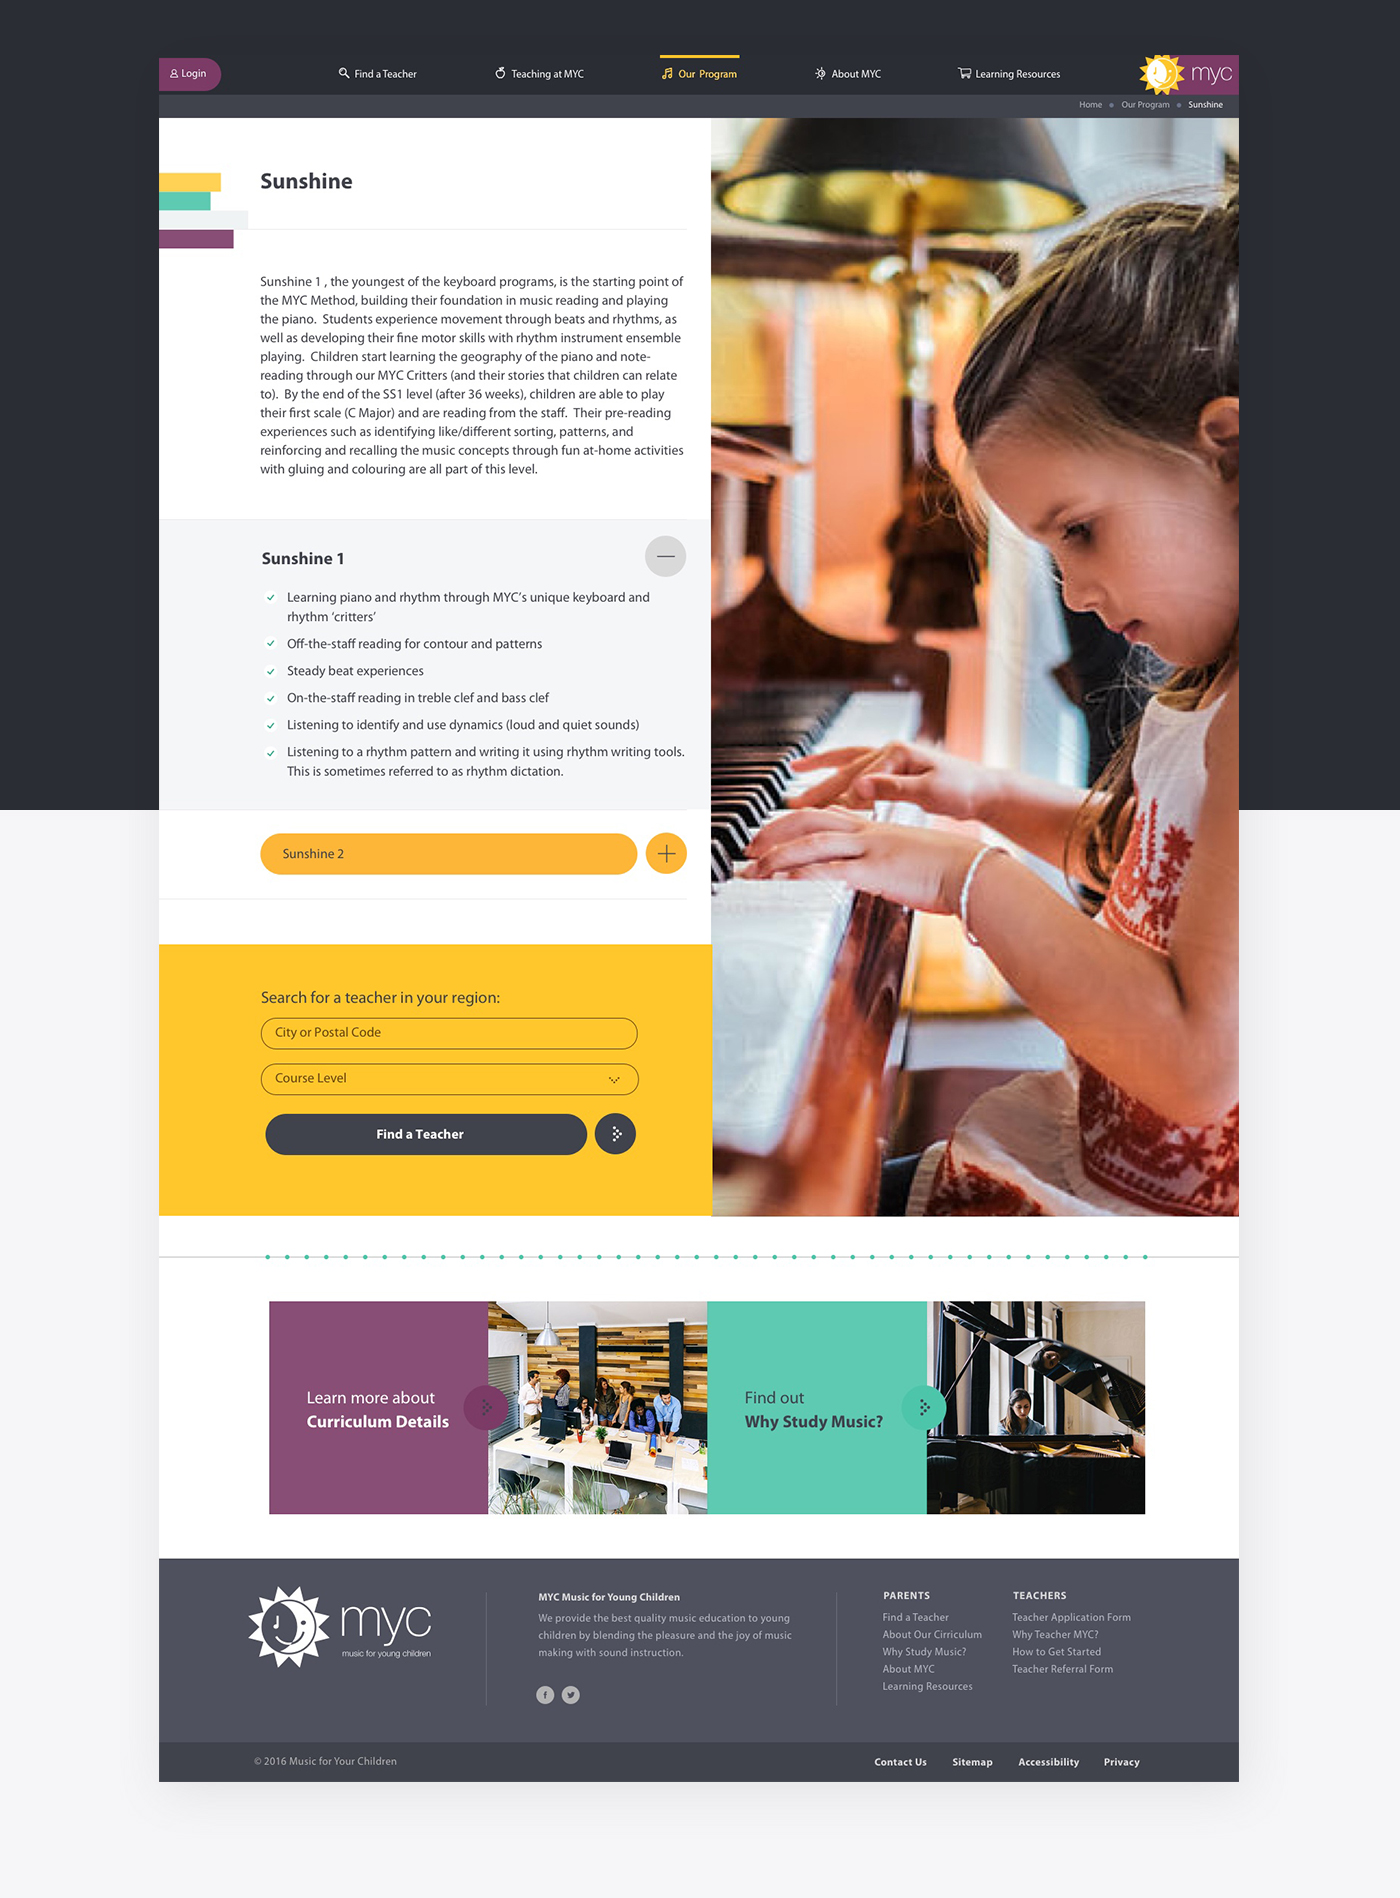 Login
Find a Teacher
Teaching at MYC
Our Program
About MYC
Learning Resources
myc
Home
Our Program
Sunshine
Sunshine
Sunshine 1 , the youngest of the keyboard programs, is the starting point of
the MYC Method, building their foundation in music reading and playing
the piano.  Students experience movement through beats and rhythms, as
well as developing their fine motor skills with rhythm instrument ensemble
playing.  Children start learning the geography of the piano and note-
reading through our MYC Critters (and their stories that children can relate
to).  By the end of the SS1 level (after 36 weeks), children are able to play
their first scale (C Major) and are reading from the staff.  Their pre-reading
experiences such as identifying like/different sorting, patterns, and
reinforcing and recalling the music concepts through fun at-home activities
with gluing and colouring are all part of this level.
Sunshine 1
Learning piano and rhythm through MYC's unique keyboard and
rhythm ‘critters’
Off-the-staff reading for contour and patterns
Steady beat experiences
On-the-staff reading in treble clef and bass clef
Listening to identify and use dynamics (loud and quiet sounds)
Listening to a rhythm pattern and writing it using rhythm writing tools.
This is sometimes referred to as rhythm dictation.
Sunshine 2
Search for a teacher in your region:
City or Postal Code
Course Level
Find a Teacher
Learn more about
Curriculum Details
Find out
Why Study Music?
myc
music for young children
MYC Music for Young Children
We provide the best quality music education to young
children by blending the pleasure and the joy of music
making with sound instruction.
PARENTS
Find a Teacher
About Our Cirriculum
Why Study Music?
About MYC
Learning Resources
TEACHERS
Teacher Application Form
Why Teacher MYC?
How to Get Started
Teacher Referral Form
© 2016 Music for Your Children
Contact Us
Sitemap
Accessibility
Privacy